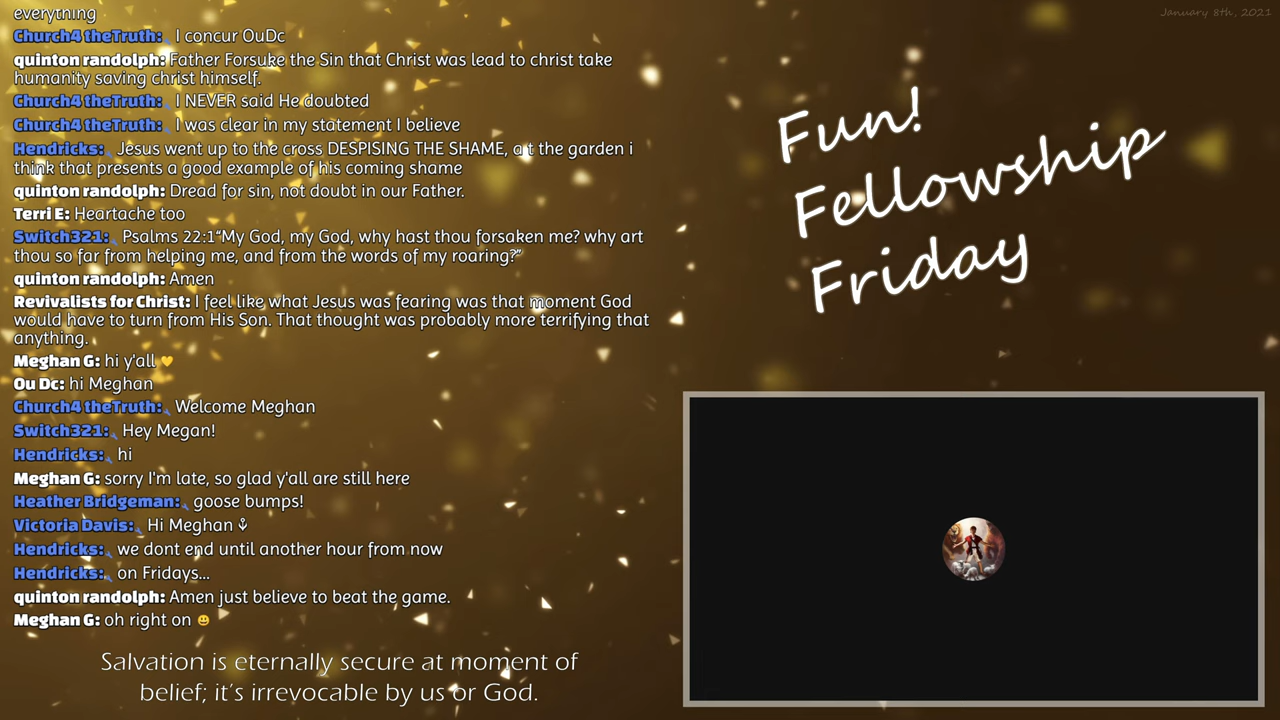 everything
Church4 theTruth: I concur OuDc
quinton randolph: Father Forsuke the Sin that Christ was lead to christ take
humanity saving christ himself.
Church4 theTruth: I NEVER said He doubted
Church4 theTruth: I was clear in my statement I believe
Hendricks: Jesus went up to the cross DESPISING THE SHAME, a t the garden i
think that presents a good example of his coming shame
quinton randolph: Dread for sin, not doubt in our Father.
Terri E: Heartache too
Switch321: Psalms 22:1“My God, my God, why hast thou forsaken me? why art
thou so far from helping me, and from the words of my roaring?”
quinton randolph: Amen
Revivalists for Christ: I feel like what Jesus was fearing was that moment God
would have to turn from His Son. That thought was probably more terrifying that
anything.
Meghan G: hi y'all 💛
Ou Dc: hi Meghan
Church4 theTruth: Welcome Meghan
Switch321: Hey Megan!
Hendricks: hi
Meghan G: sorry I'm late, so glad y'all are still here
Heather Bridgeman: goose bumps!
Victoria Davis: Hi Meghan ⚘
Hendricks: we dont end until another hour from now
Hendricks: on Fridays...
quinton randolph: Amen just believe to beat the game.
Meghan G: oh right on 😃
Salvation is eternally secure at moment of
belief; it’s irrevocable by us or God.
January 8th, 2021
Fun!
Fellowship
Friday